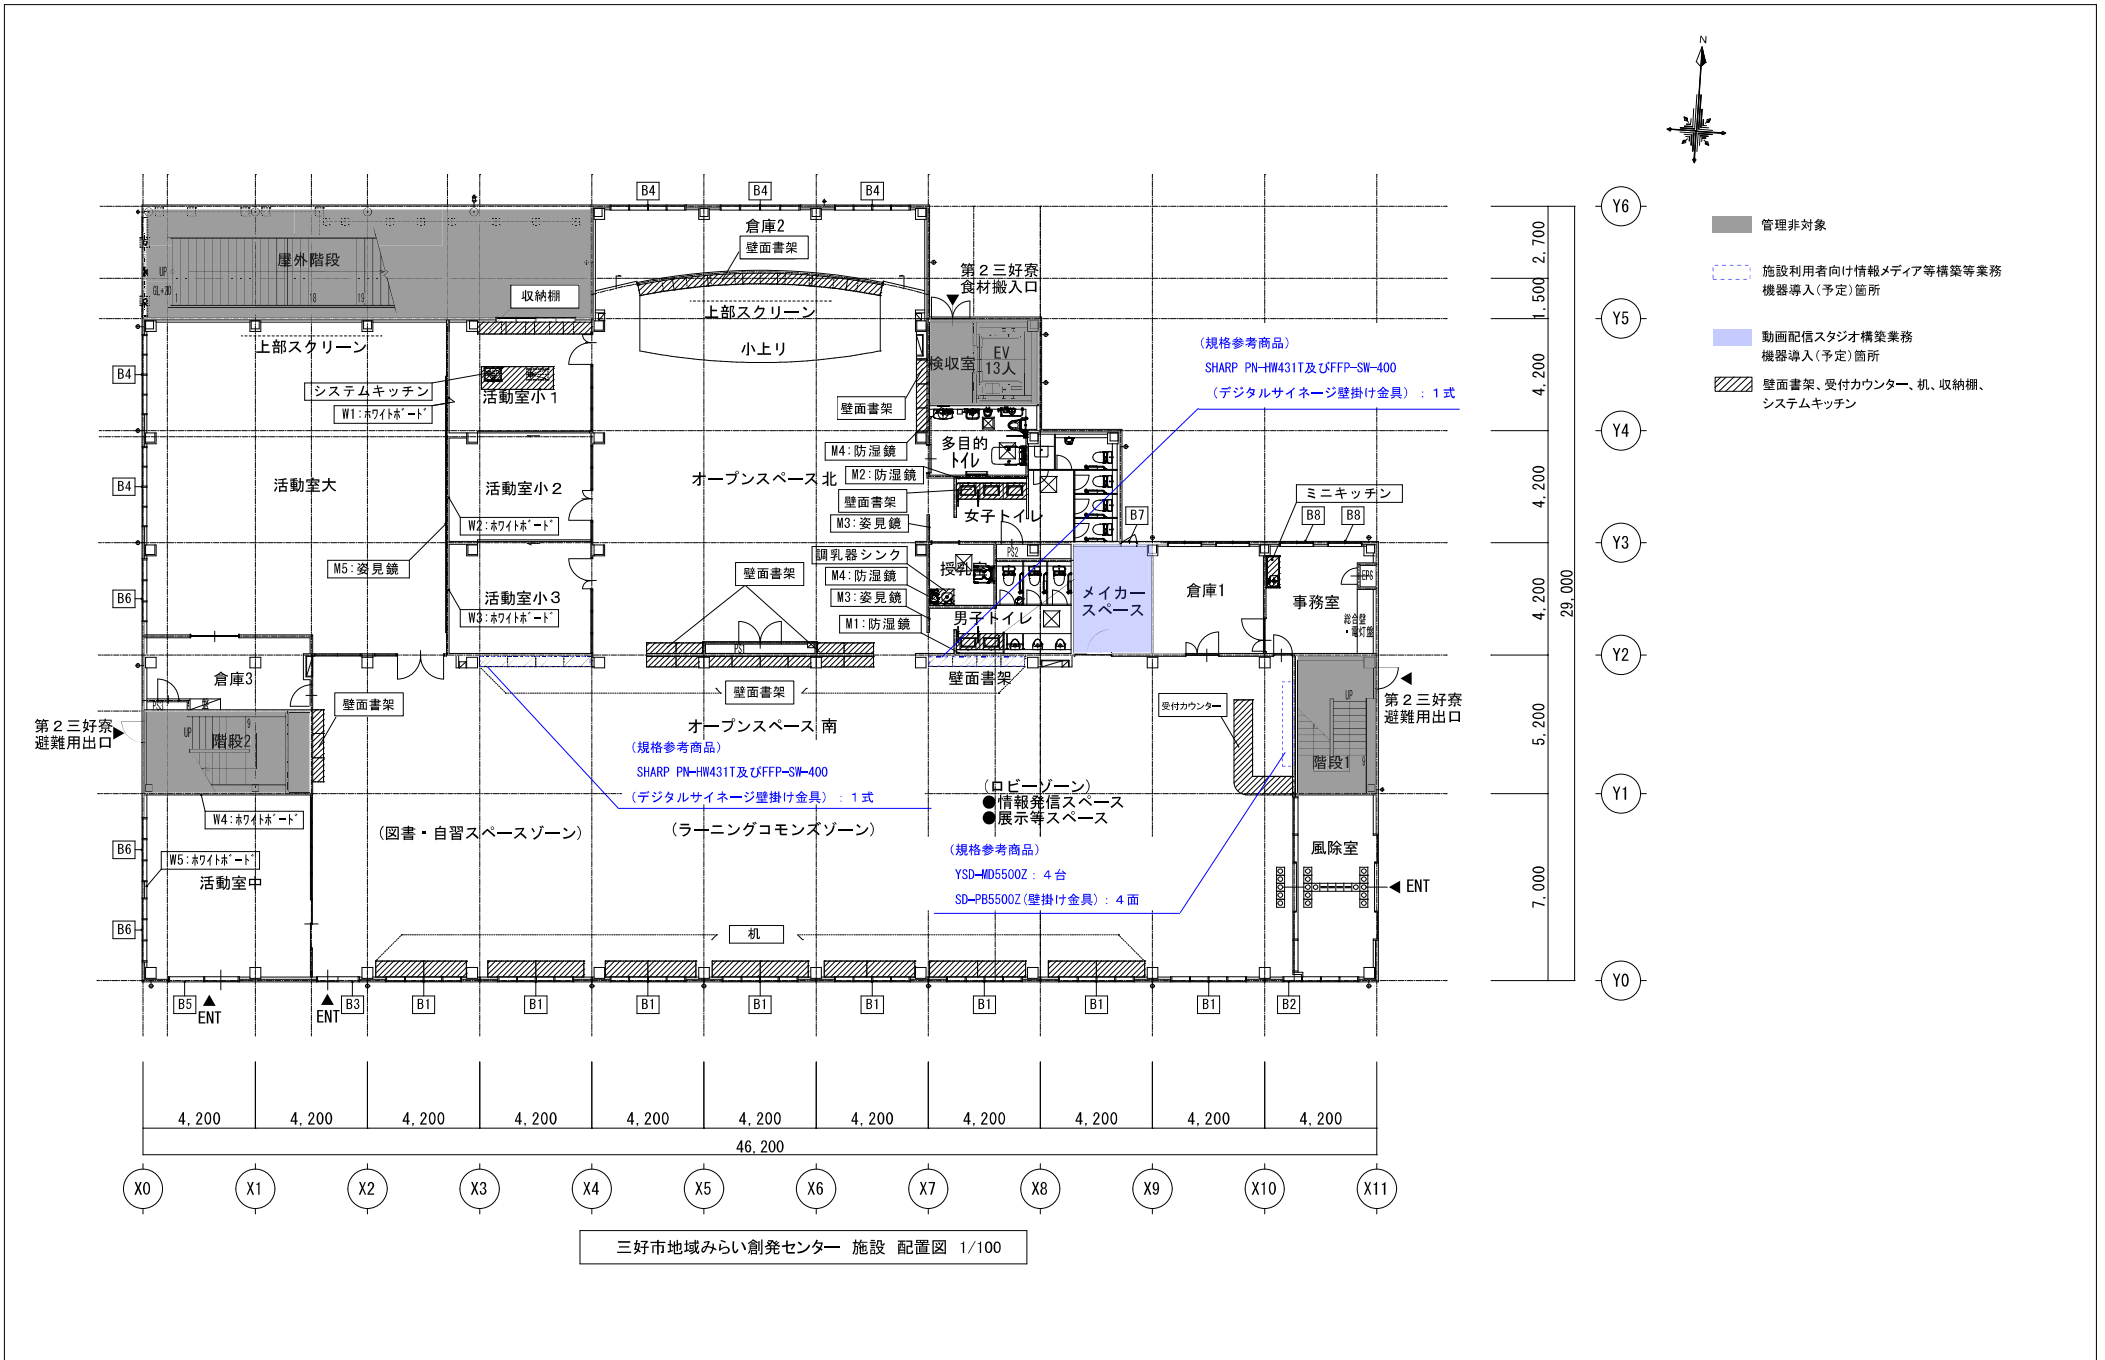 N
B4
B4
B4
倉庫2
壁面書架
第2三好寮
食材搬入口
屋外階段
UP
GL+20
1
18
19
収納棚
上部スクリーン
小上リ
上部スクリーン
検収室
EV
13人
システムキッチン
W1:ホワイトボード
活動室小1
壁面書架
B4
M4:防湿鏡
多目的
トイレ
M2:防湿鏡
オープンスペース北
活動室大
活動室小2
壁面書架
B4
W2:ホワイトボード
M3:姿見鏡
女子トイレ
B7
ミニキッチン
B8
B8
M5:姿見鏡
調乳器シンク
授乳室
PS2
壁面書架
M4:防湿鏡
M3:姿見鏡
メイカー
スペース
倉庫1
事務室
EPS
総合盤
・電灯盤
B6
活動室小3
W3:ホワイトボード
男子トイレ
M1:防湿鏡
PS1
倉庫3
PS1
壁面書架
壁面書架
壁面書架
受付カウンター
UP
9
階段1
第2三好寮
避難用出口
第2三好寮
避難用出口
UP
9
階段2
オープンスペース南
(規格参考商品)
SHARP PN-HW431T及びFFP-SW-400
(デジタルサイネージ壁掛け金具) : 1式
(規格参考商品)
SHARP PN-HW431T及びFFP-SW-400
(デジタルサイネージ壁掛け金具) : 1式
(ロビーゾーン)
●情報発信スペース
●展示等スペース
W4:ホワイトボード
(図書・自習スペースゾーン)
(ラーニングコモンズゾーン)
(規格参考商品)
YSD-MD5500Z : 4台
SD-PB5500Z(壁掛け金具) : 4面
B6
W5:ホワイトボード
活動室中
風除室
ENT
B6
机
B5
ENT
ENT
B3
B1
B1
B1
B1
B1
B1
B1
B1
B2
Y6
Y5
Y4
Y3
Y2
Y1
Y0
2,700
1,500
4,200
4,200
4,200
5,200
7,000
29,000
管理非対象
施設利用者向け情報メディア等構築等業務
機器導入(予定)箇所
動画配信スタジオ構築業務
機器導入(予定)箇所
壁面書架、受付カウンター、机、収納棚、
システムキッチン
4,200
4,200
4,200
4,200
4,200
4,200
4,200
4,200
4,200
4,200
4,200
46,200
X0
X1
X2
X3
X4
X5
X6
X7
X8
X9
X10
X11
三好市地域みらい創発センター 施設 配置図 1/100